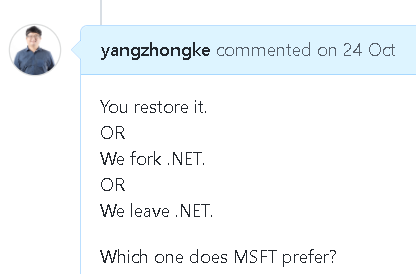 yangzhongke commented on 24 Oct
You restore it.
OR
We fork .NET.
OR
We leave .NET.
Which one does MSFT prefer?